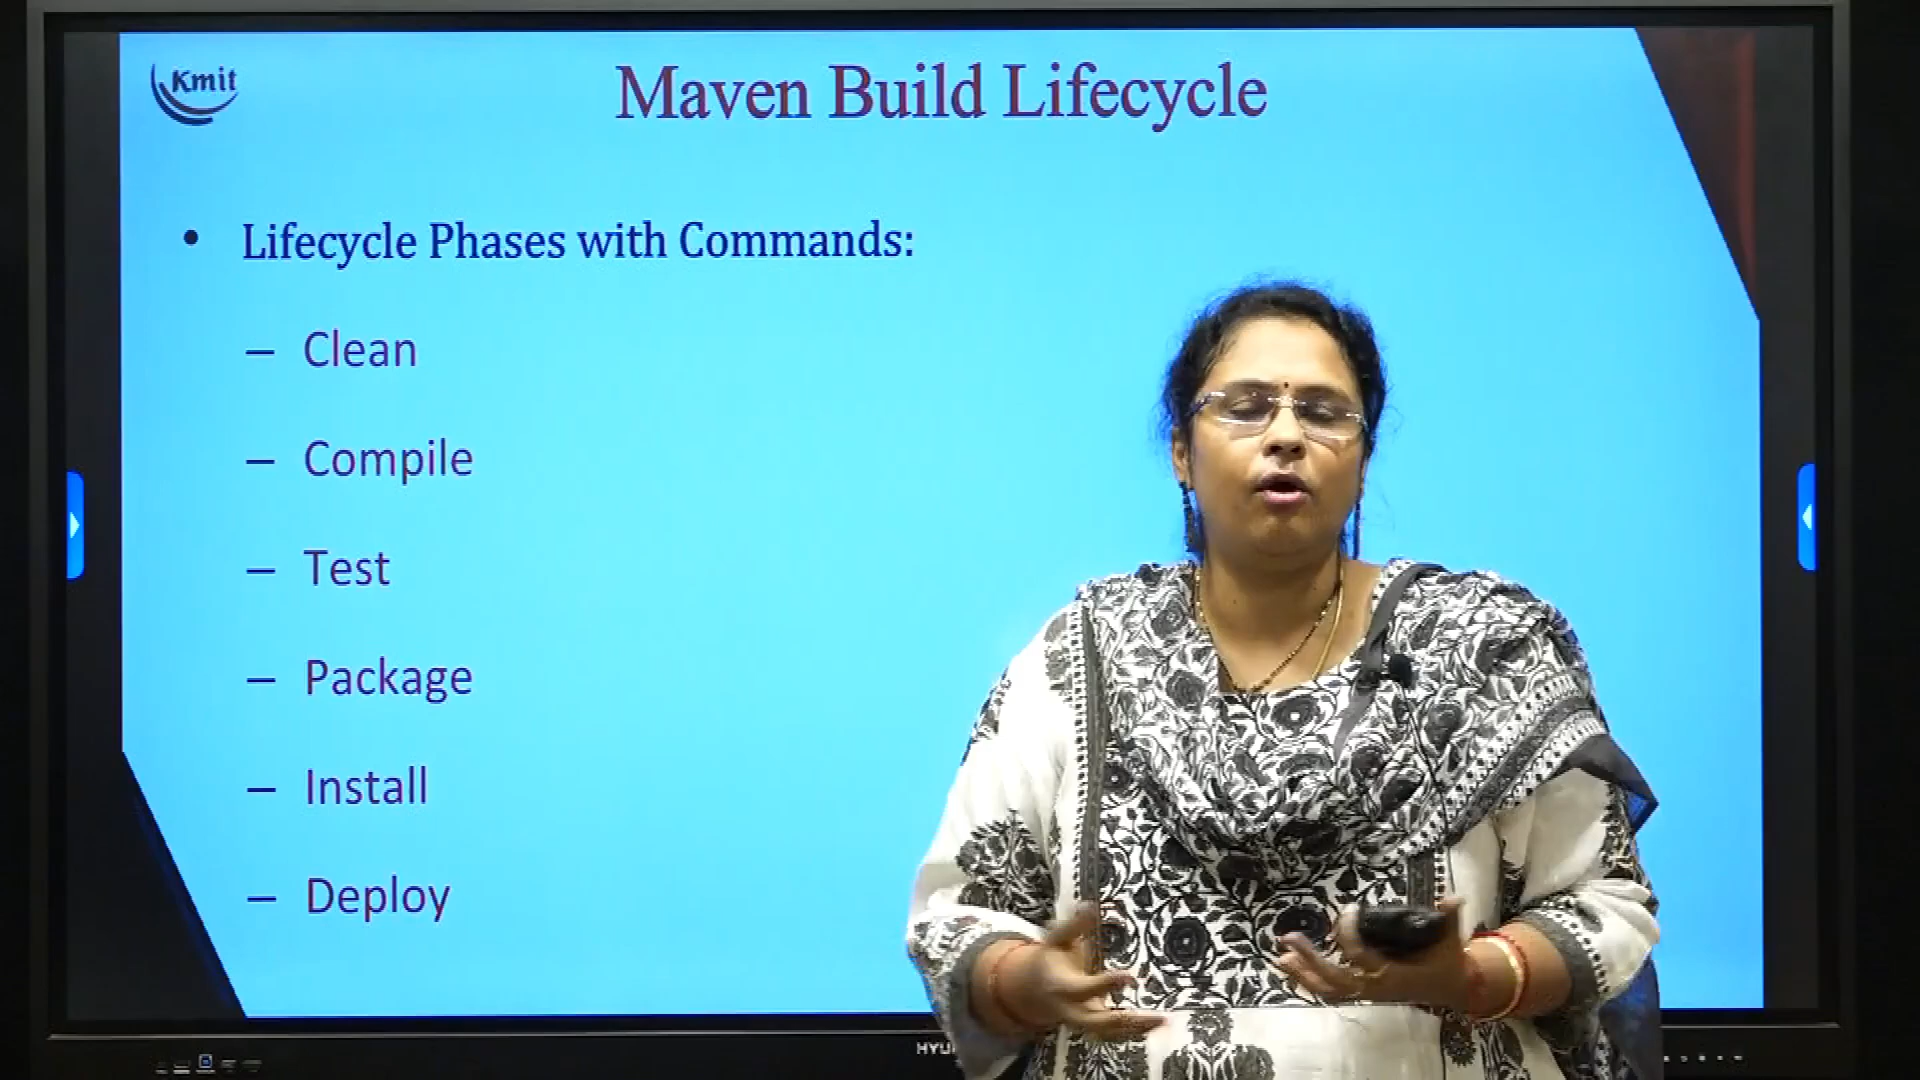 Kmit
Maven Build Lifecycle
• Lifecycle Phases with Commands:
– Clean
– Compile
– Test
– Package
– Install
– Deploy